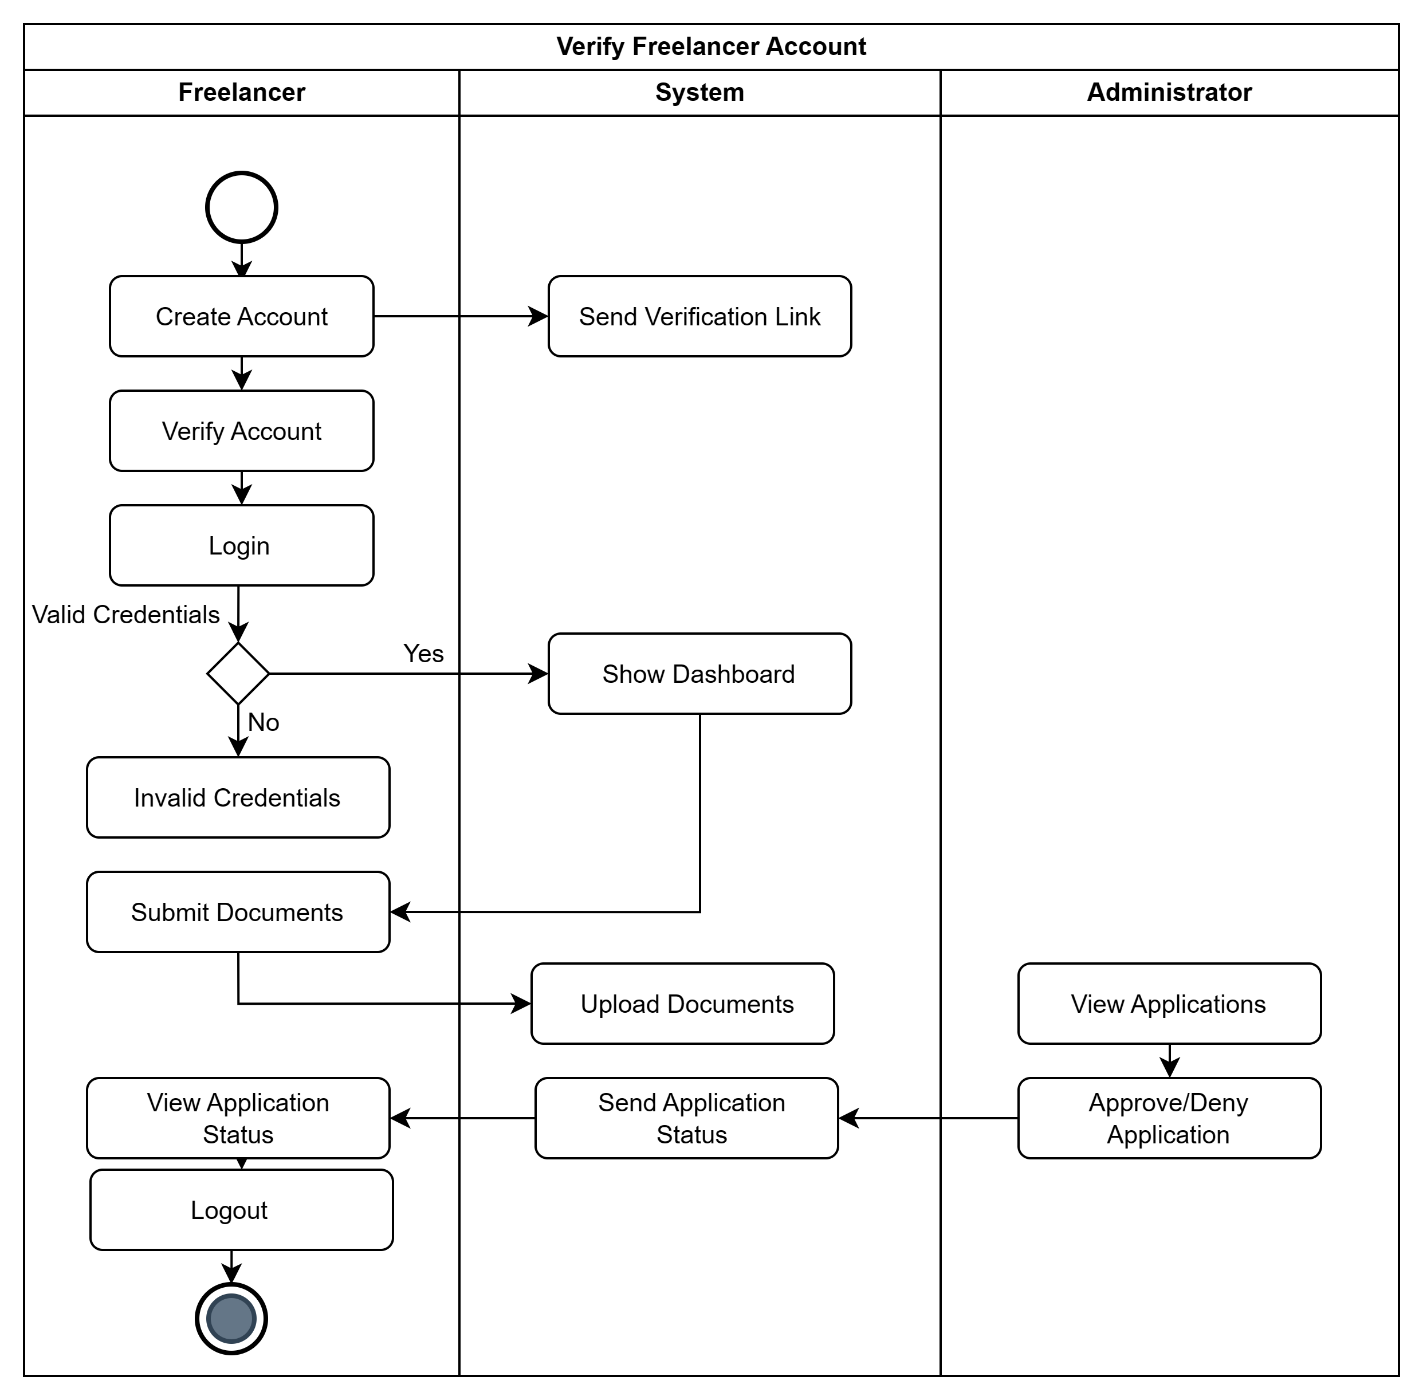 Verify Freelancer Account
Freelancer
System
Administrator
Create Account
Send Verification Link
Verify Account
Login
Valid Credentials
Yes
Show Dashboard
No
Invalid Credentials
Submit Documents
Upload Documents
View Applications
View Application
Status
Send Application
Status
Approve/Deny
Application
Logout